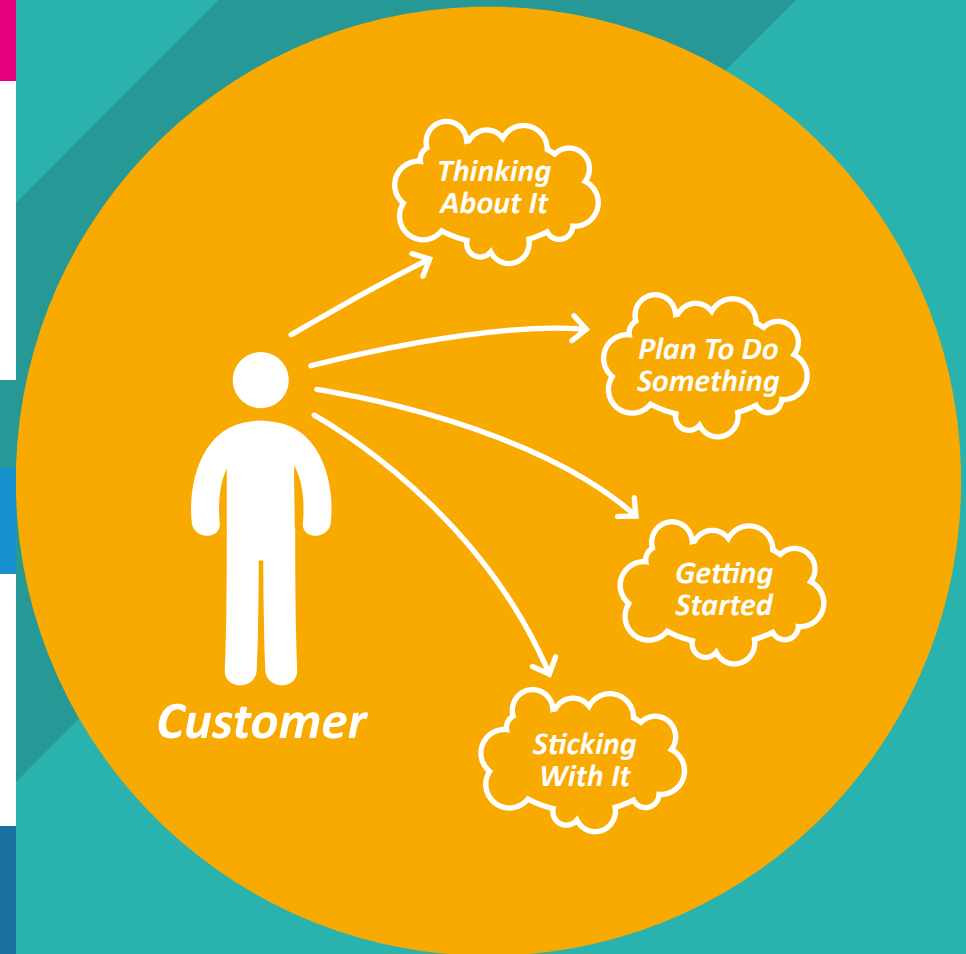 Thinking
About It
Plan To Do
Something
Getting
Started
Sticking
With It
Customer